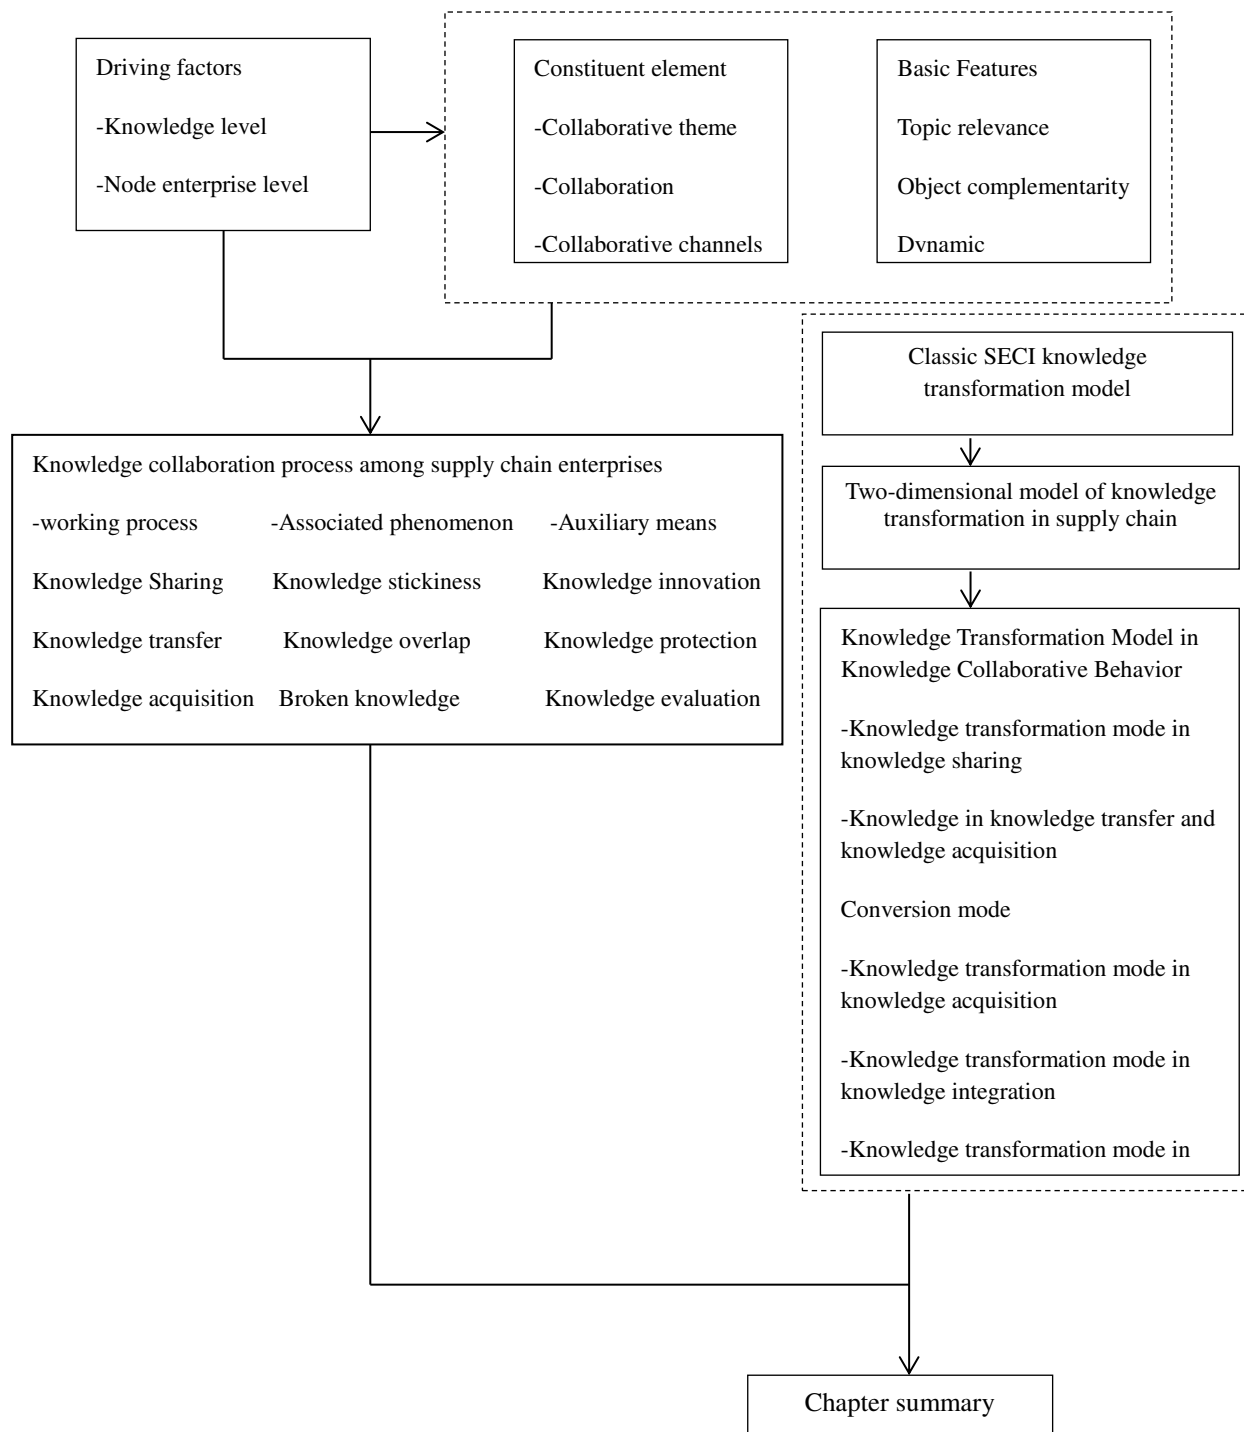 Driving factors
-Knowledge level
-Node enterprise level
Constituent element
-Collaborative theme
-Collaboration
-Collaborative channels
Basic Features
Topic relevance
Object complementarity
Dynamic
Classic SECI knowledge
transformation model
Two-dimensional model of knowledge
transformation in supply chain
Knowledge collaboration process among supply chain enterprises
-working process -Associated phenomenon -Auxiliary means
Knowledge Sharing Knowledge stickiness Knowledge innovation
Knowledge transfer Knowledge overlap Knowledge protection
Knowledge acquisition Broken knowledge Knowledge evaluation
Knowledge Transformation Model in
Knowledge Collaborative Behavior
-Knowledge transformation mode in
knowledge sharing
-Knowledge in knowledge transfer and
knowledge acquisition
Conversion mode
-Knowledge transformation mode in
knowledge acquisition
-Knowledge transformation mode in
knowledge integration
-Knowledge transformation mode in
Chapter summary